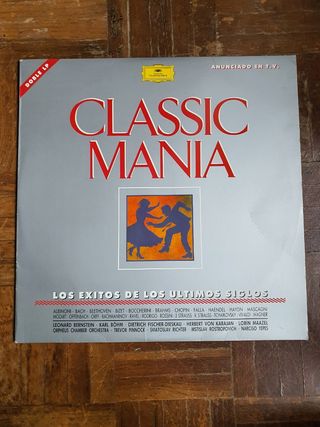 DOBLE LP
ANUNCIADO EN T.V.
CLASSIC
MANIA
LOS EXITOS DE LOS ULTIMOS SIGLOS
ALBINONI · BACH · BEETHOVEN · BIZET · BOCCHERINI · BRAHMS · CHOPIN · FALLA · HAENDEL · HAYDN · MASCAGNI
MOZART · OFFENBACH · ORFF · RACHMANINOV · RAVEL · RODRIGO · ROSSINI · J. STRAUSS · R. STRAUSS · TCHAIKOVSKY · VIVALDI · WAGNER
LEONARD BERNSTEIN · KARL BÖHM · DIETRICH FISCHER-DIESKAU · HERBERT VON KARAJAN · LORIN MAAZEL
ORPHEUS CHAMBER ORCHESTRA · TREVOR PINNOCK · SVIATOSLAV RICHTER · MSTISLAV ROSTROPOVICH · NARCISO YEPES